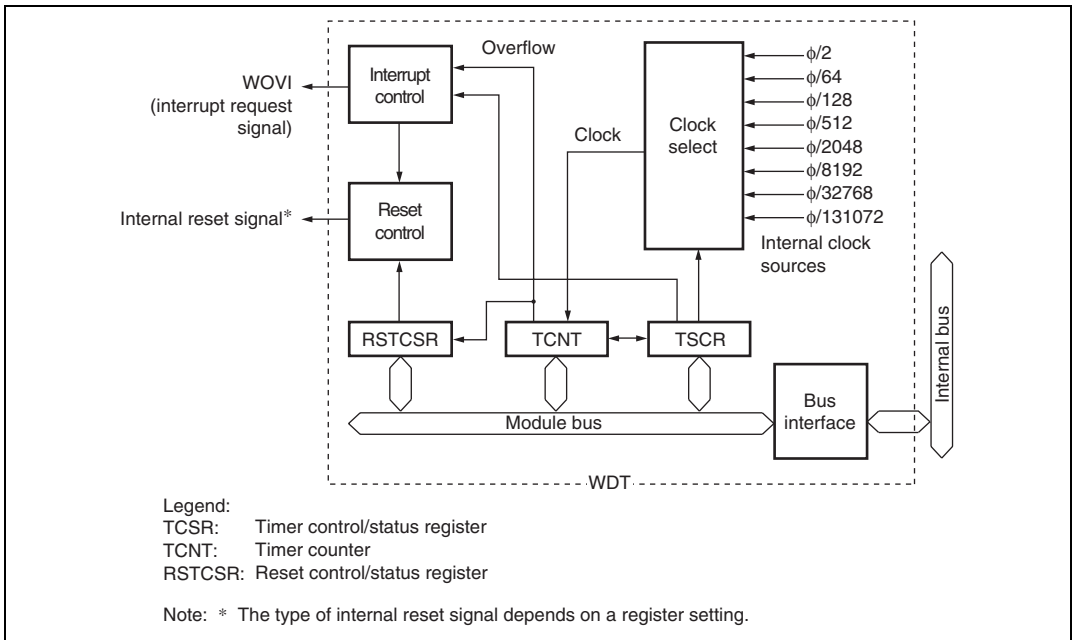 Overflow
Interrupt
control
WOVI
(interrupt request
signal)
Reset
control
Internal reset signal*
Clock
Clock
select
ϕ/2
ϕ/64
ϕ/128
ϕ/512
ϕ/2048
ϕ/8192
ϕ/32768
ϕ/131072
Internal clock
sources
RSTCSR
TCNT
TSCR
Module bus
Bus
interface
Internal bus
WDT
Legend:
TCSR: Timer control/status register
TCNT: Timer counter
RSTCSR: Reset control/status register
Note: * The type of internal reset signal depends on a register setting.